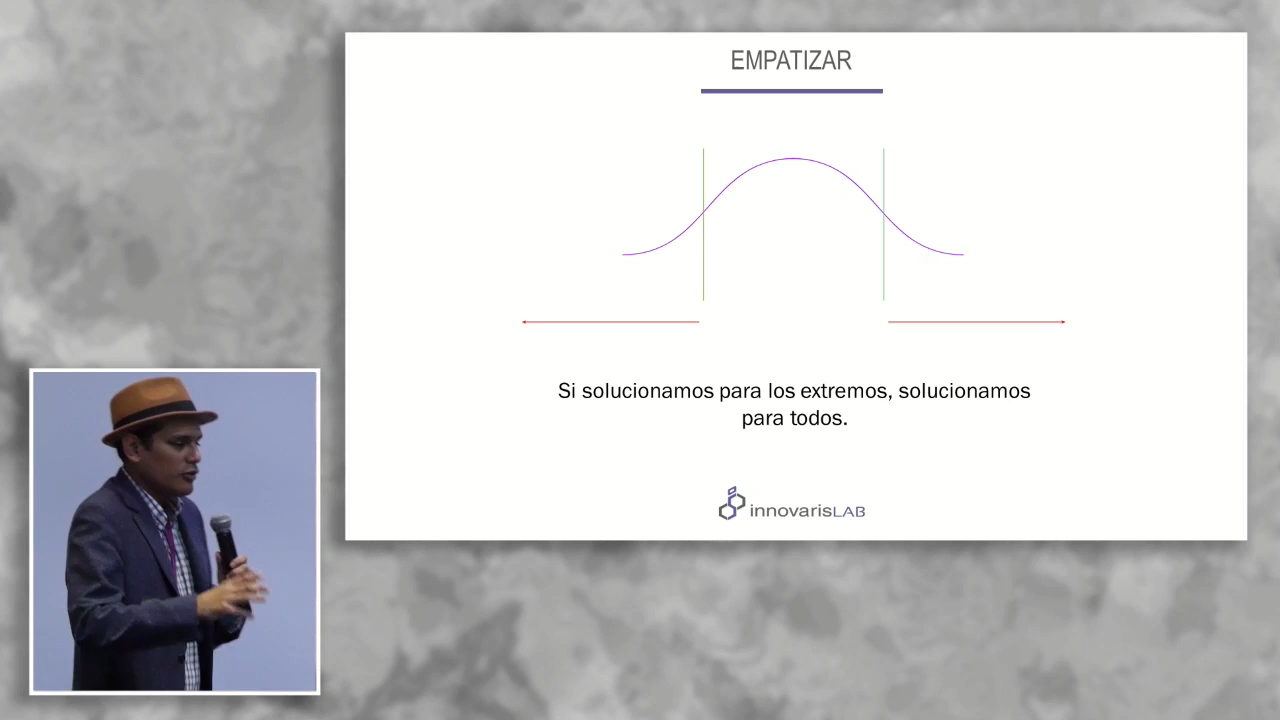 EMPATIZAR
Si solucionamos para los extremos, solucionamos
para todos.
innovarisLAB